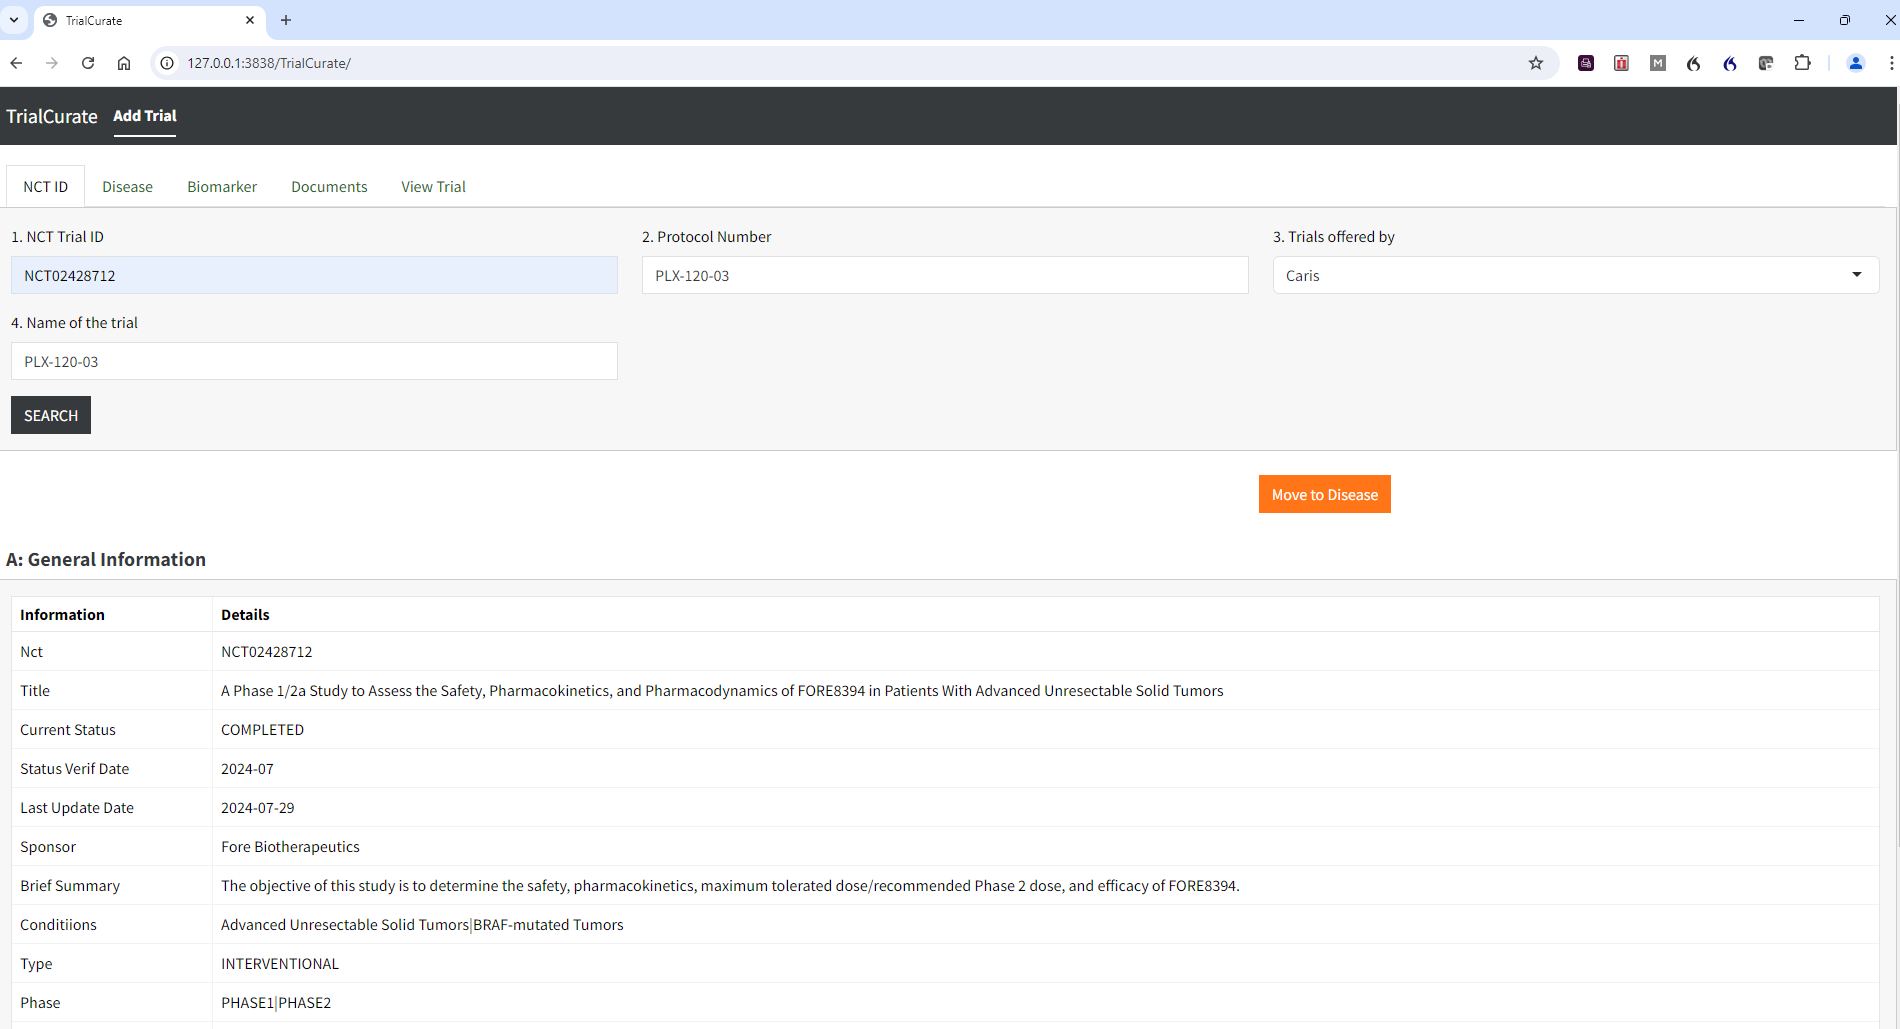 TrialCurate
127.0.0.1:3838/TrialCurate/
M
TrialCurate Add Trial
NCT ID Disease Biomarker Documents View Trial
1. NCT Trial ID 2. Protocol Number 3. Trials offered by
NCT02428712 PLX-120-03 Caris
4. Name of the trial
PLX-120-03
SEARCH
Move to Disease
A: General Information
Information Details
Nct NCT02428712
Title A Phase 1/2a Study to Assess the Safety, Pharmacokinetics, and Pharmacodynamics of FORE8394 in Patients With Advanced Unresectable Solid Tumors
Current Status COMPLETED
Status Verif Date 2024-07
Last Update Date 2024-07-29
Sponsor Fore Biotherapeutics
Brief Summary The objective of this study is to determine the safety, pharmacokinetics, maximum tolerated dose/recommended Phase 2 dose, and efficacy of FORE8394.
Conditiions Advanced Unresectable Solid Tumors|BRAF-mutated Tumors
Type INTERVENTIONAL
Phase PHASE1|PHASE2